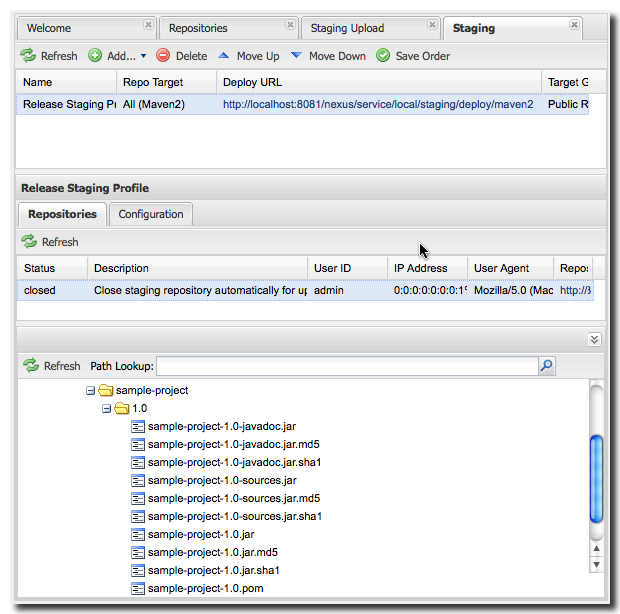 Welcome Repositories Staging Upload Staging
Refresh Add... Delete Move Up Move Down Save Order
Name Repo Target Deploy URL Target G
Release Staging Pr All (Maven2) http://localhost:8081/nexus/service/local/staging/deploy/maven2 Public R
Release Staging Profile
Repositories Configuration
Refresh
Status Description User ID IP Address User Agent Repos
closed Close staging repository automatically for up admin 0:0:0:0:0:0:0:1 Mozilla/5.0 (Mac http://
Refresh Path Lookup:
sample-project
1.0
sample-project-1.0-javadoc.jar
sample-project-1.0-javadoc.jar.md5
sample-project-1.0-javadoc.jar.sha1
sample-project-1.0-sources.jar
sample-project-1.0-sources.jar.md5
sample-project-1.0-sources.jar.sha1
sample-project-1.0.jar
sample-project-1.0.jar.md5
sample-project-1.0.jar.sha1
sample-project-1.0.pom